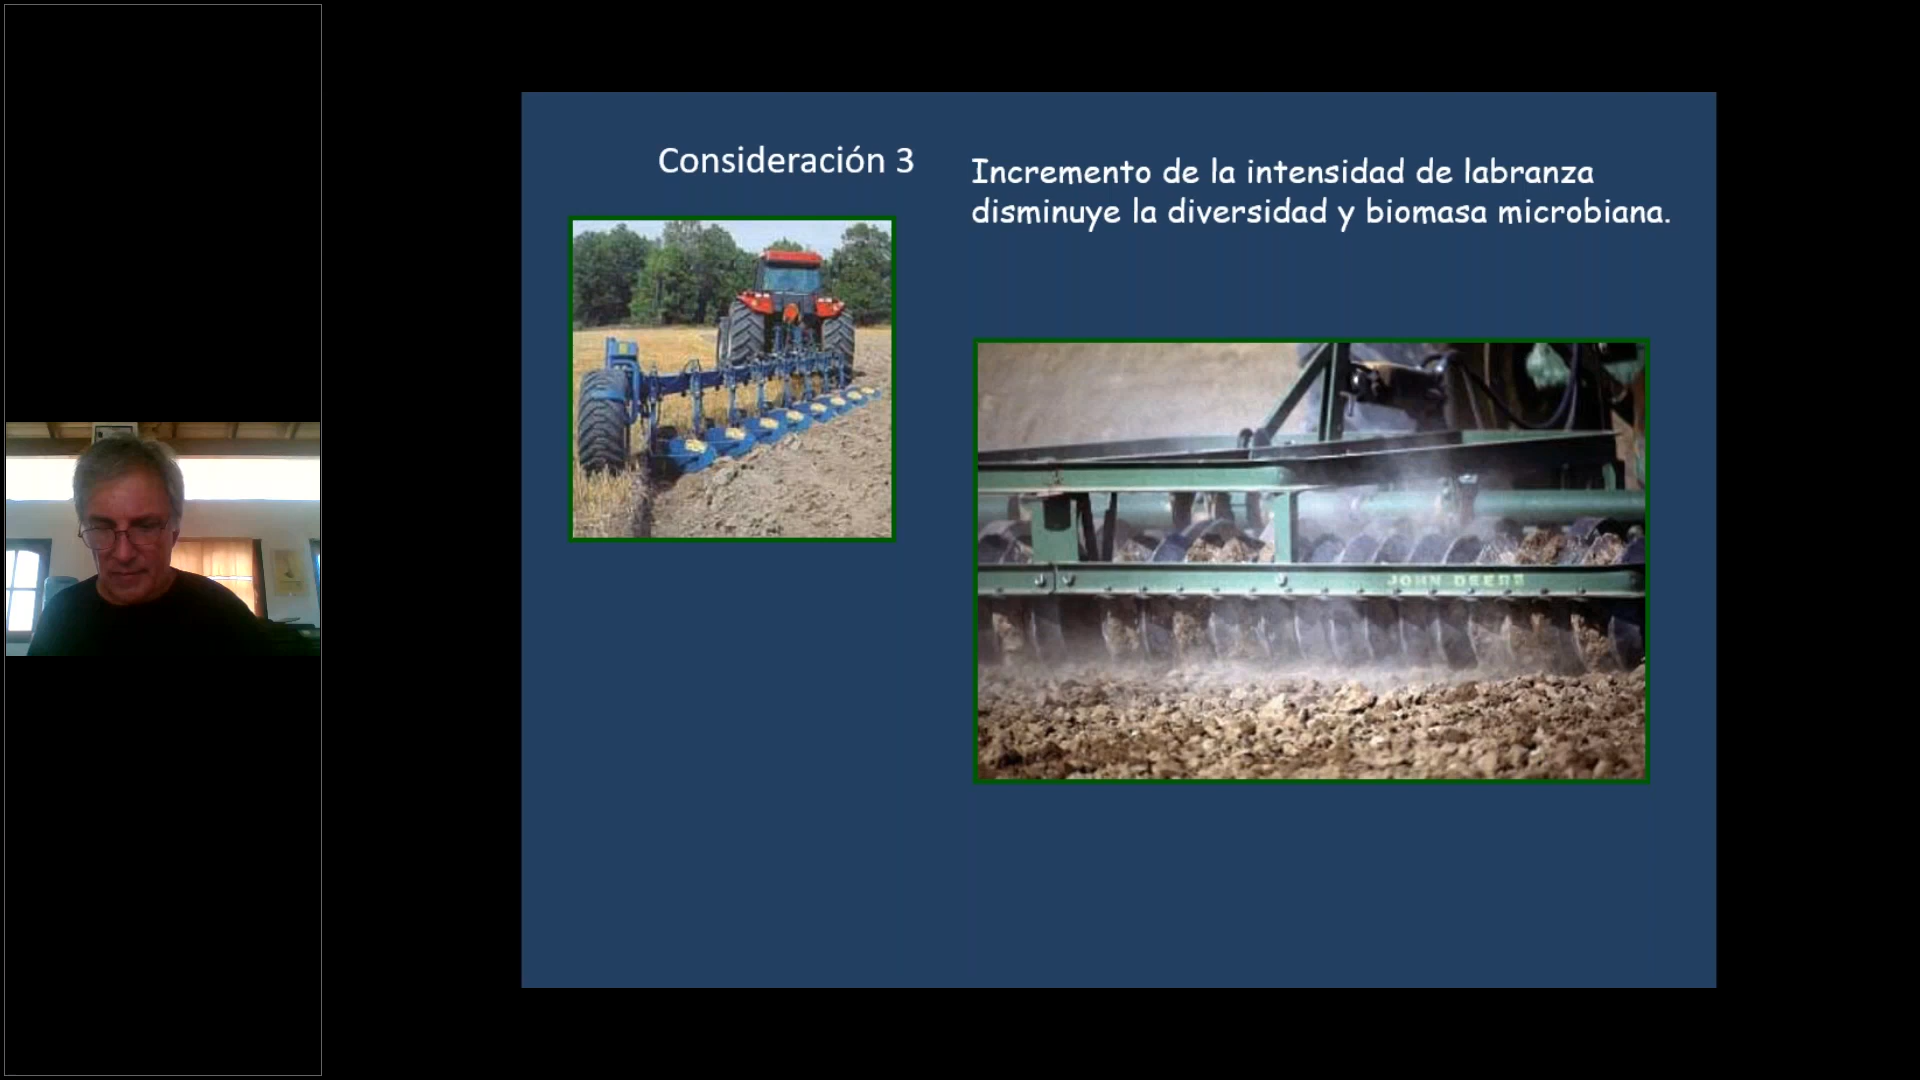 Consideración 3
Incremento de la intensidad de labranza
disminuye la diversidad y biomasa microbiana.
JOHN DEERE